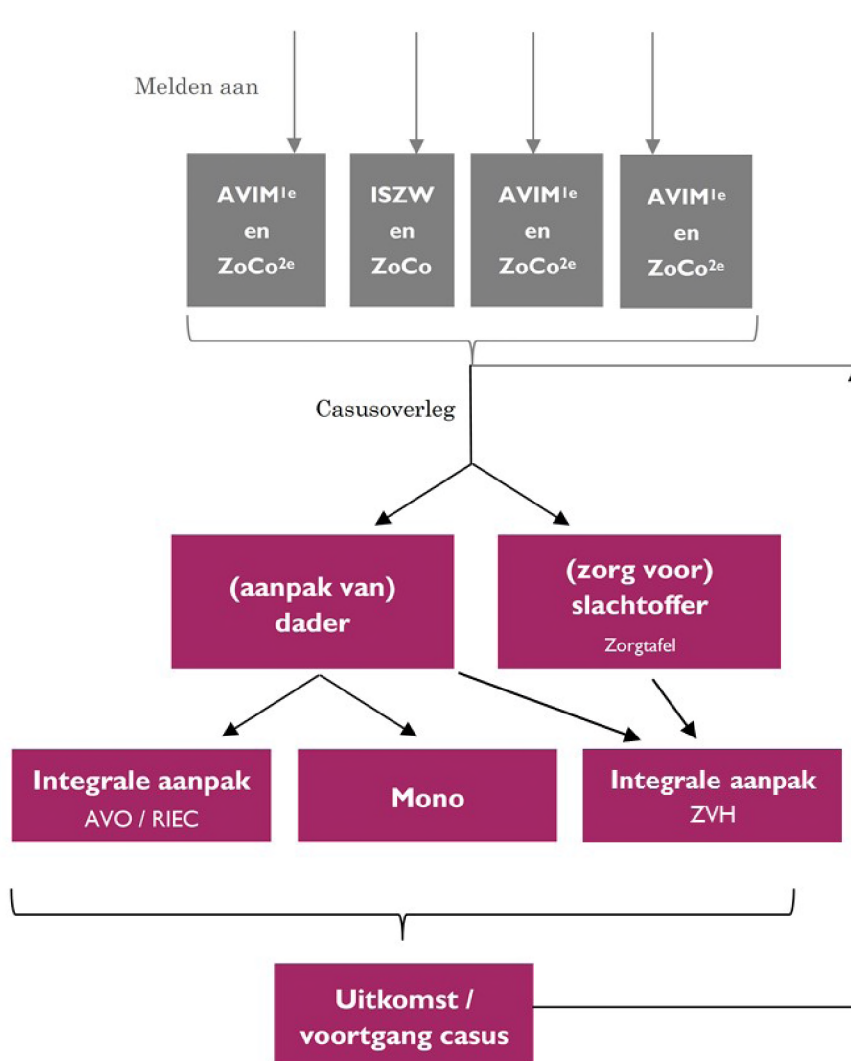 Melden aan
AVIM1e
en
ZoCo2e
ISZW
en
ZoCo
AVIM1e
en
ZoCo2e
AVIM1e
en
ZoCo2e
Casusoverleg
(aanpak van)
dader
(zorg voor)
slachtoffer
Zorgtafel
Integrale aanpak
AVO / RIEC
Mono
Integrale aanpak
ZVH
Uitkomst /
voortgang casus